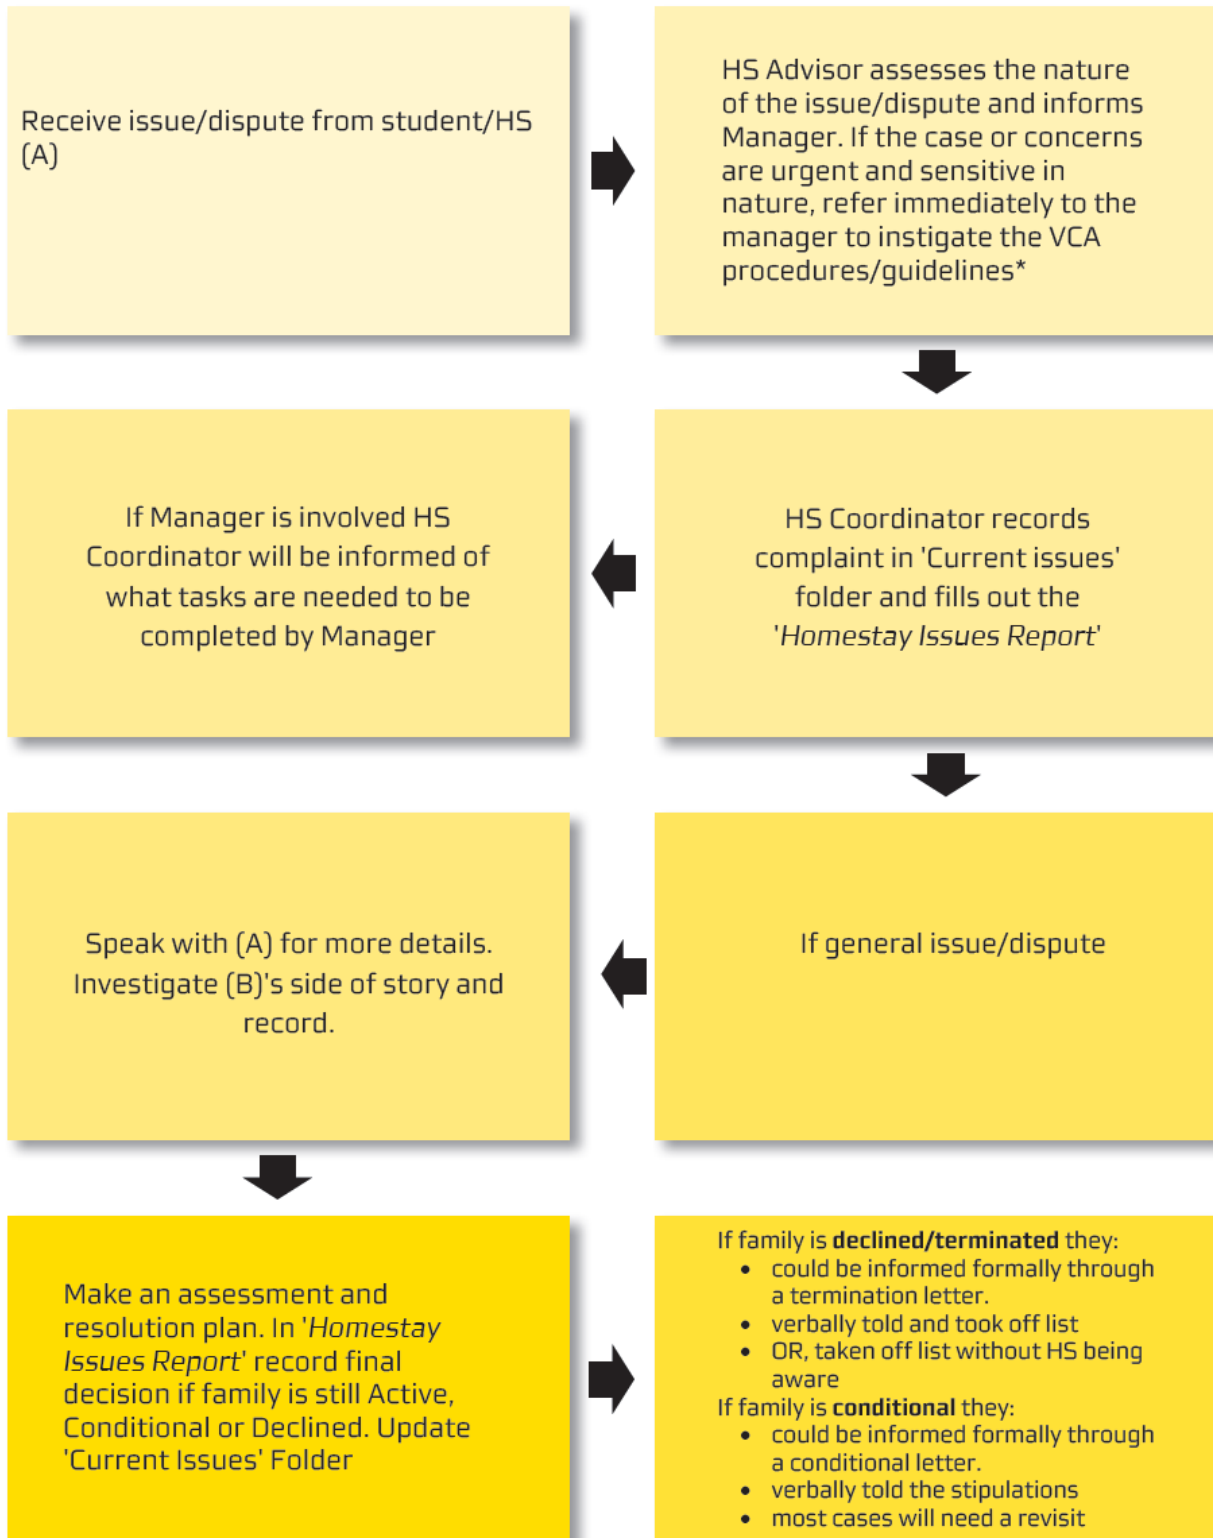 Receive issue/dispute from student/HS
(A)
HS Advisor assesses the nature
of the issue/dispute and informs
Manager. If the case or concerns
are urgent and sensitive in
nature, refer immediately to the
manager to instigate the VCA
procedures/guidelines*
HS Coordinator records
complaint in 'Current issues'
folder and fills out the
'Homestay Issues Report'
If Manager is involved HS
Coordinator will be informed of
what tasks are needed to be
completed by Manager
If general issue/dispute
Speak with (A) for more details.
Investigate (B)'s side of story and
record.
Make an assessment and
resolution plan. In 'Homestay
Issues Report' record final
decision if family is still Active,
Conditional or Declined. Update
'Current Issues' Folder
If family is declined/terminated they:
• could be informed formally through
a termination letter.
• verbally told and took off list
• OR, taken off list without HS being
aware
If family is conditional they:
• could be informed formally through
a conditional letter.
• verbally told the stipulations
• most cases will need a revisit